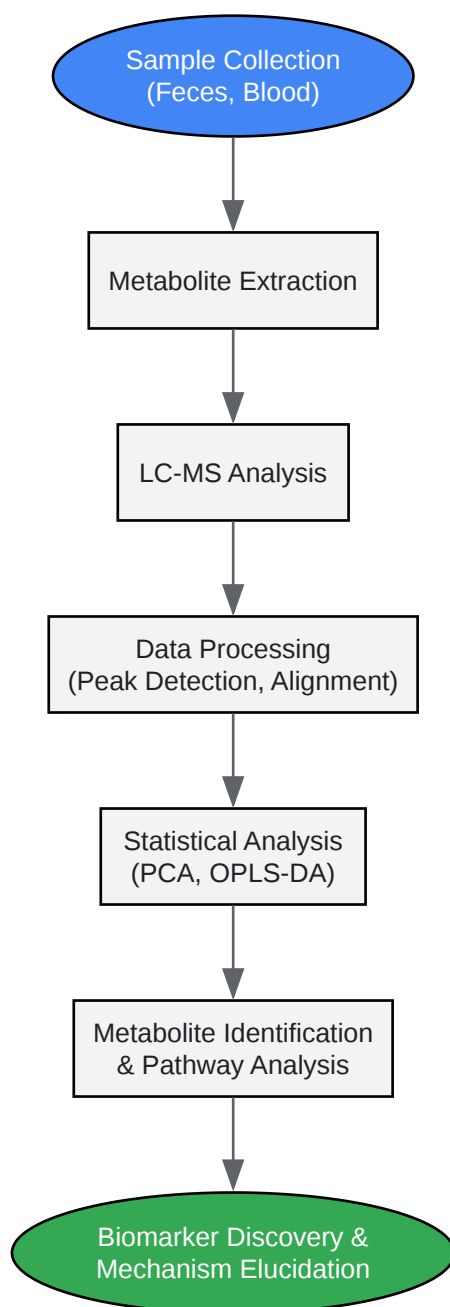 Sample Collection
(Feces, Blood)
Metabolite Extraction
LC-MS Analysis
Data Processing
(Peak Detection, Alignment)
Statistical Analysis
(PCA, OPLS-DA)
Metabolite Identification
& Pathway Analysis
Biomarker Discovery &
Mechanism Elucidation